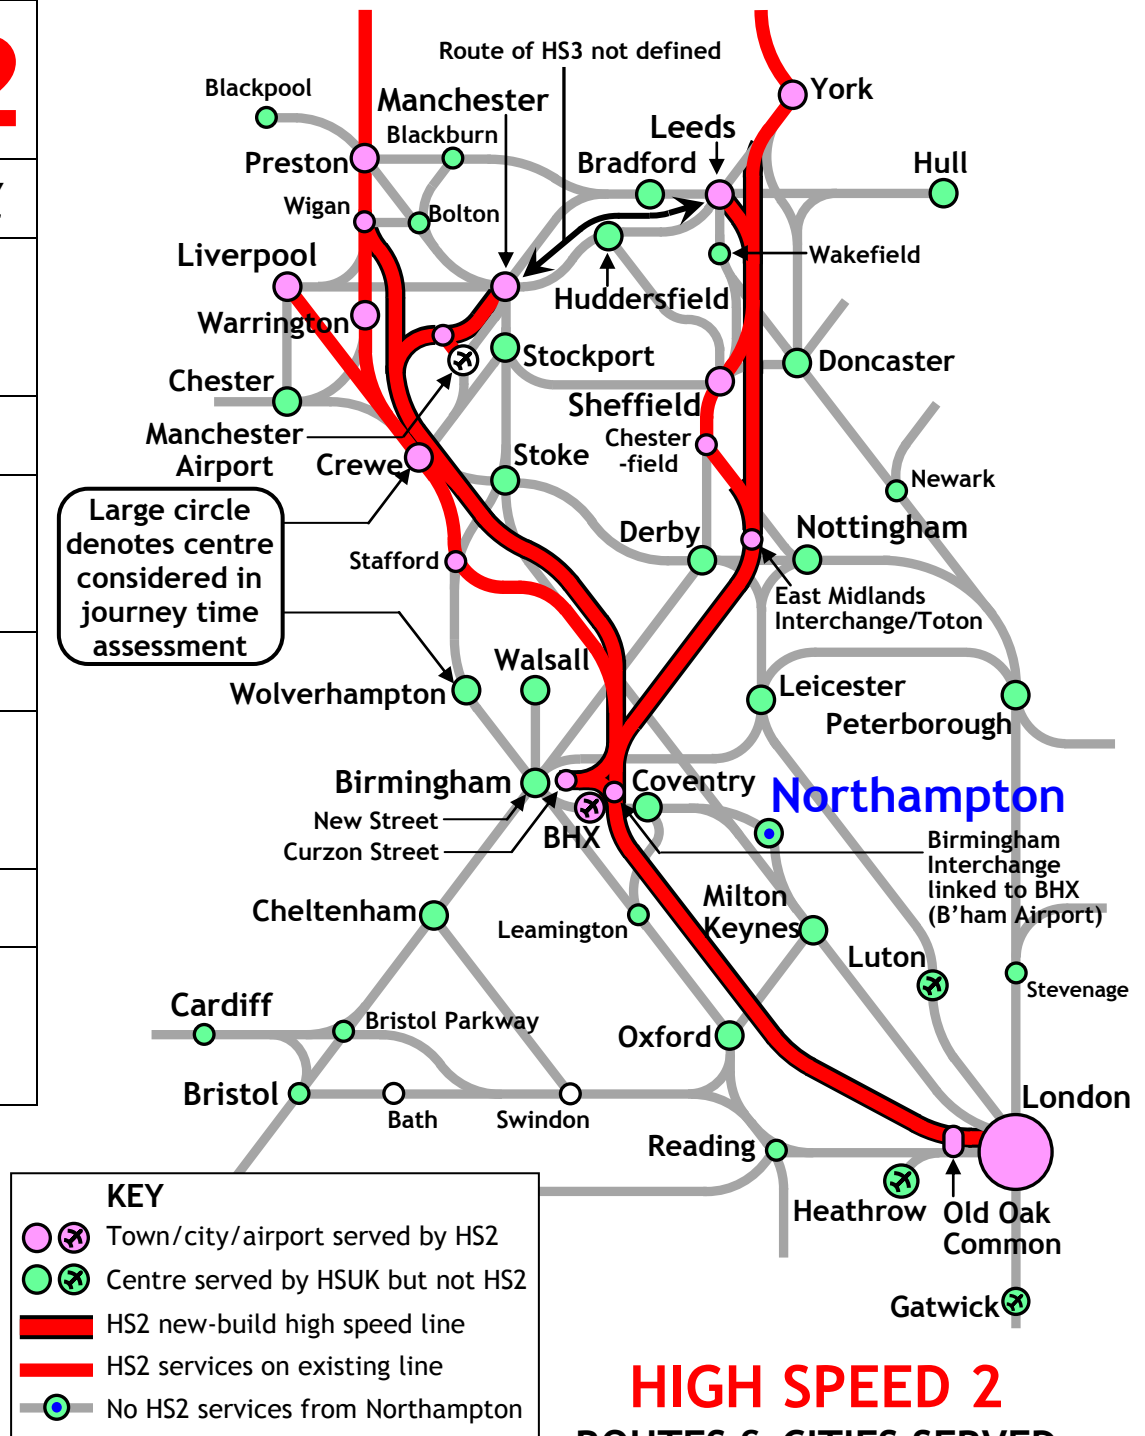 2
Route of HS3 not defined
York
Blackpool
Manchester
Leeds
Blackburn
Bradford
Hull
Preston
Wigan
Bolton
Liverpool
Wakefield
Huddersfield
Warrington
Stockport
Doncaster
Chester
Sheffield
Manchester
Airport
Chester
-field
Crewe
Stoke
Newark
Large circle
denotes centre
considered in
journey time
assessment
Derby
Nottingham
Stafford
East Midlands
Interchange/Toton
Walsall
Wolverhampton
Leicester
Peterborough
Birmingham
Coventry
Northampton
New Street
BHX
Curzon Street
Birmingham
Interchange
linked to BHX
(B'ham Airport)
Milton
Keynes
Cheltenham
Leamington
Luton
Stevenage
Cardiff
Bristol Parkway
Oxford
Bristol
Bath
Swindon
London
Reading
Heathrow
Old Oak
Common
Gatwick
KEY
Town/city/airport served by HS2
Centre served by HSUK but not HS2
HS2 new-build high speed line
HS2 services on existing line
No HS2 services from Northampton
HIGH SPEED 2
ROUTES & CITIES SERVED